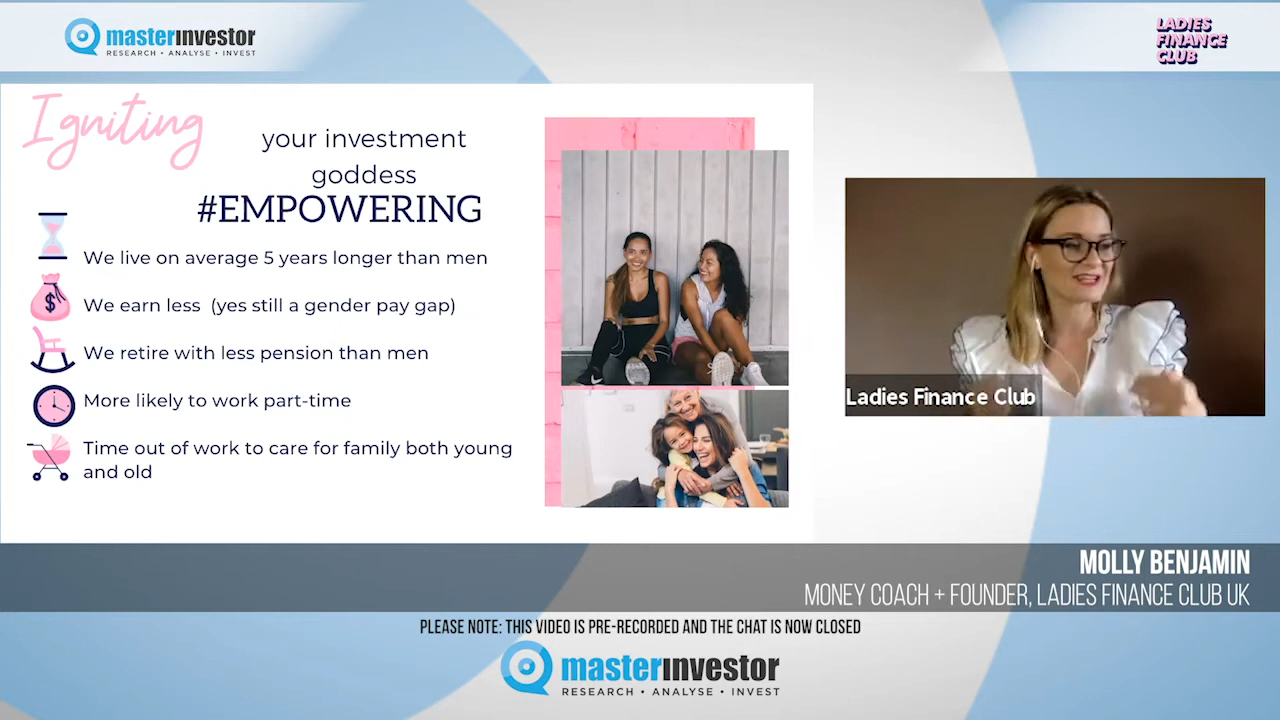 masterinvestor
RESEARCH • ANALYSE • INVEST
LADIES
FINANCE
CLUB
Igniting
your investment
goddess
#EMPOWERING
We live on average 5 years longer than men
$
We earn less (yes still a gender pay gap)
We retire with less pension than men
More likely to work part-time
Time out of work to care for family both young
and old
Ladies Finance Club
MOLLY BENJAMIN
MONEY COACH + FOUNDER, LADIES FINANCE CLUB UK
PLEASE NOTE: THIS VIDEO IS PRE-RECORDED AND THE CHAT IS NOW CLOSED
masterinvestor
RESEARCH • ANALYSE • INVEST